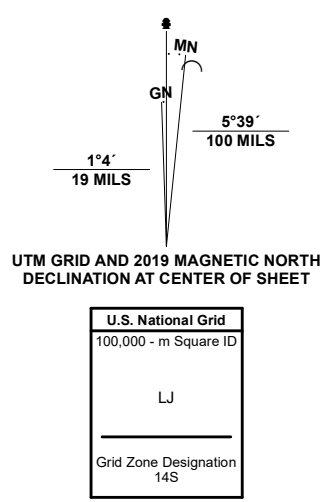 MN
GN
5°39´
100 MILS
1°4´
19 MILS
UTM GRID AND 2019 MAGNETIC NORTH
DECLINATION AT CENTER OF SHEET
U.S. National Grid
100,000 - m Square ID
LJ
Grid Zone Designation
14S